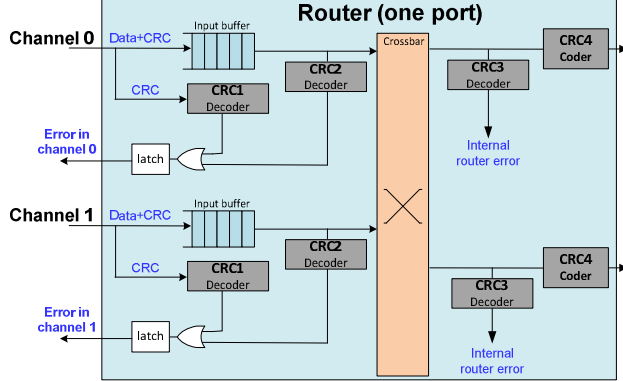 Router (one port)
Channel 0
Data+CRC
Input buffer
Crossbar
CRC4
Coder
CRC2
Decoder
CRC3
Decoder
CRC
CRC1
Decoder
Error in
channel 0
latch
Internal
router error
Channel 1
Data+CRC
Input buffer
CRC2
Decoder
CRC4
Coder
CRC
CRC1
Decoder
CRC3
Decoder
Error in
channel 1
latch
Internal
router error